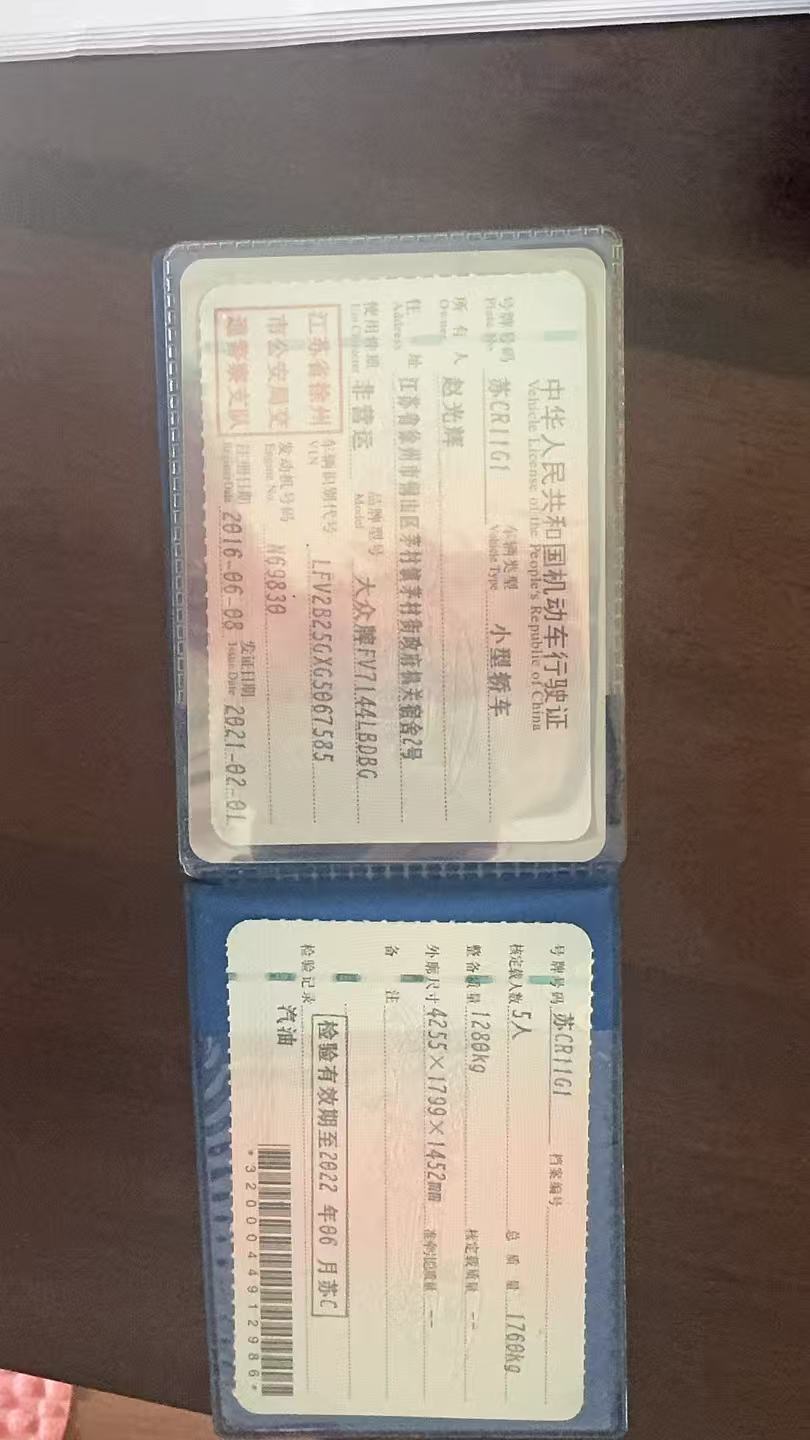 中华人民共和国机动车行驶证
Vehicle License of the People's Republic of China
号牌号码 苏CR11G1 车辆类型 小型轿车
Plate No. Vehicle Type
所有人 赵光辉
Owner
住址 江苏省徐州市铜山区茅村镇茅村街政府机关宿舍2号
Address
使用性质 非营运 品牌型号 大众牌FV7144LBDBG
Use Character Model
江苏省徐州
市公安局交
通警察支队
车辆识别代号 LFV2B25GXG5067585
VIN
发动机号码 N69830
Engine No.
注册日期 2016-06-08 发证日期 2021-02-01
Register Date Issue Date
号牌号码 苏CR11G1 档案编号
核定载人数 5人 总质量 1760kg
整备质量 1280kg 核定载质量 --
外廓尺寸 4255×1799×1452mm 准牵引总质量 --
备注
检验有效期至2022年06月苏C
检验记录
汽油
*3200044912986*